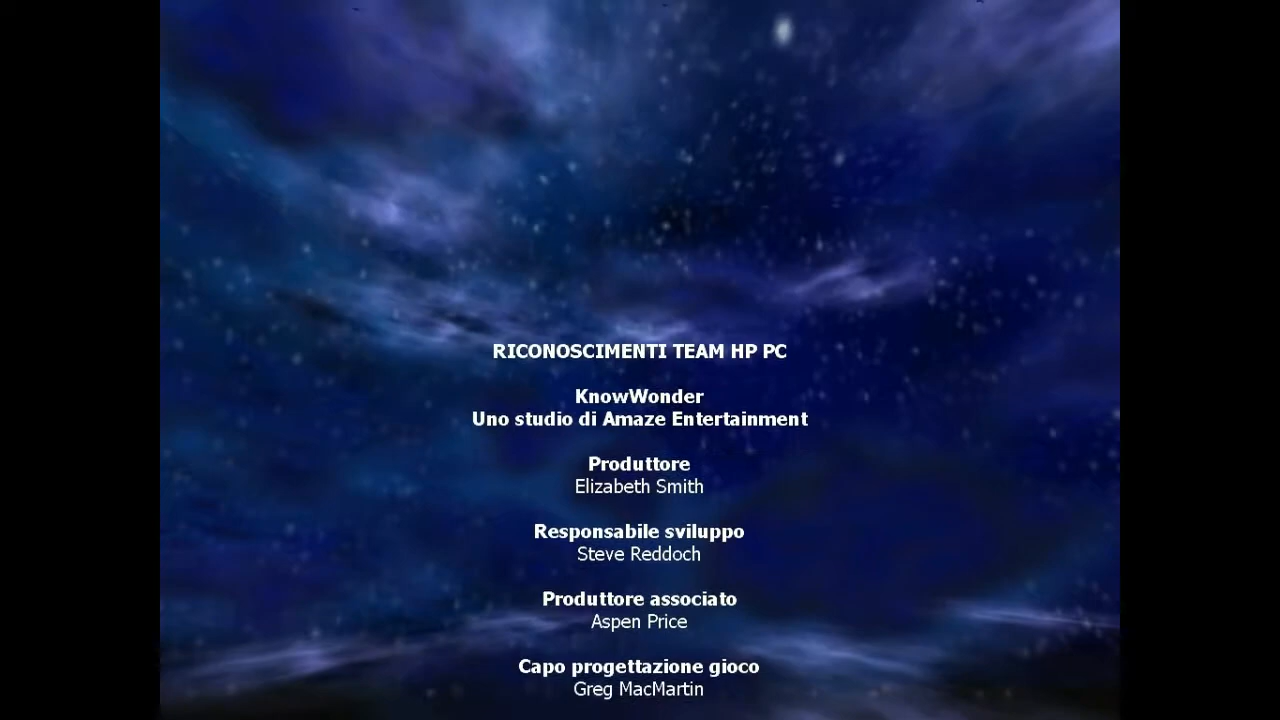 RICONOSCIMENTI TEAM HP PC
KnowWonder
Uno studio di Amaze Entertainment
Produttore
Elizabeth Smith
Responsabile sviluppo
Steve Reddoch
Produttore associato
Aspen Price
Capo progettazione gioco
Greg MacMartin